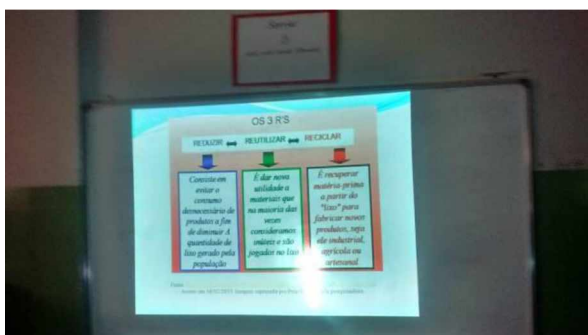 OS 3 R'S
REDUZIR REUTILIZAR RECICLAR
Consiste em
evitar o
consumo
desnecessário de
produtos a fim
de diminuir A
quantidade de
lixo gerado pela
população
É dar nova
utilidade a
materiais que
na maioria das
vezes
consideramos
inúteis e são
jogados no lixo
É recuperar
matéria prima
a partir do
"lixo" para
fabricar novos
produtos, seja
ele industrial,
agrícola ou
artesanal